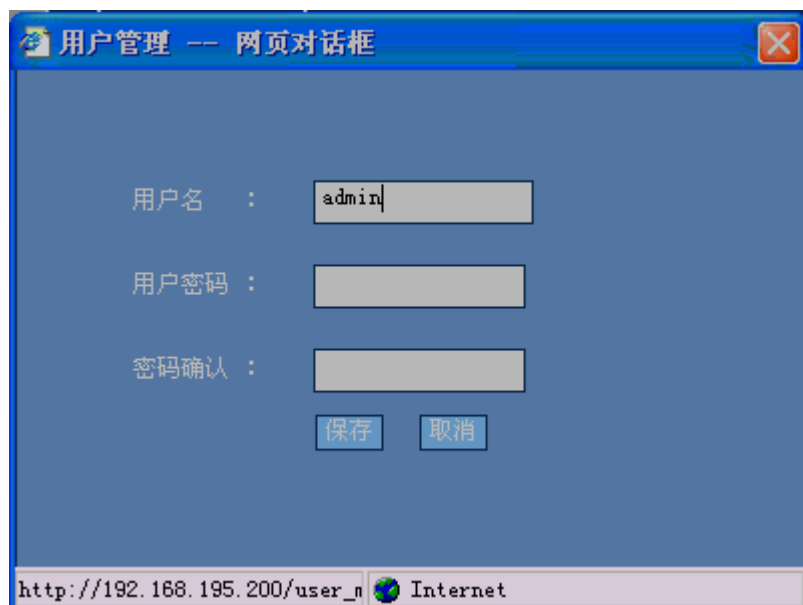 用户管理 -- 网页对话框
用户名 : admin
用户密码 :
密码确认 :
保存 取消
http://192.168.195.200/user_ Internet